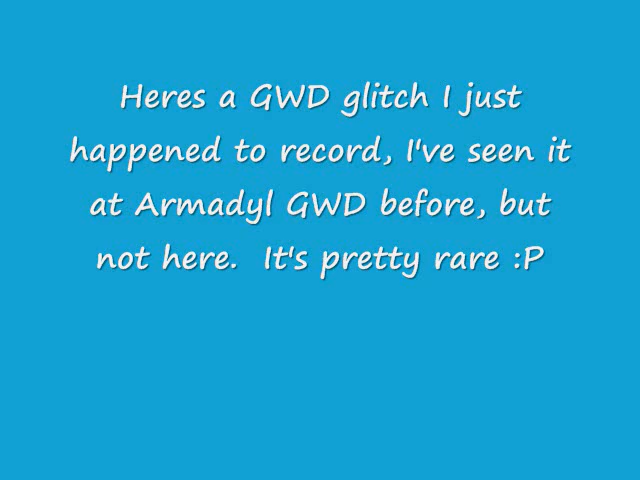 Heres a GWD glitch I just
happened to record, I've seen it
at Armadyl GWD before, but
not here.  It's pretty rare :P